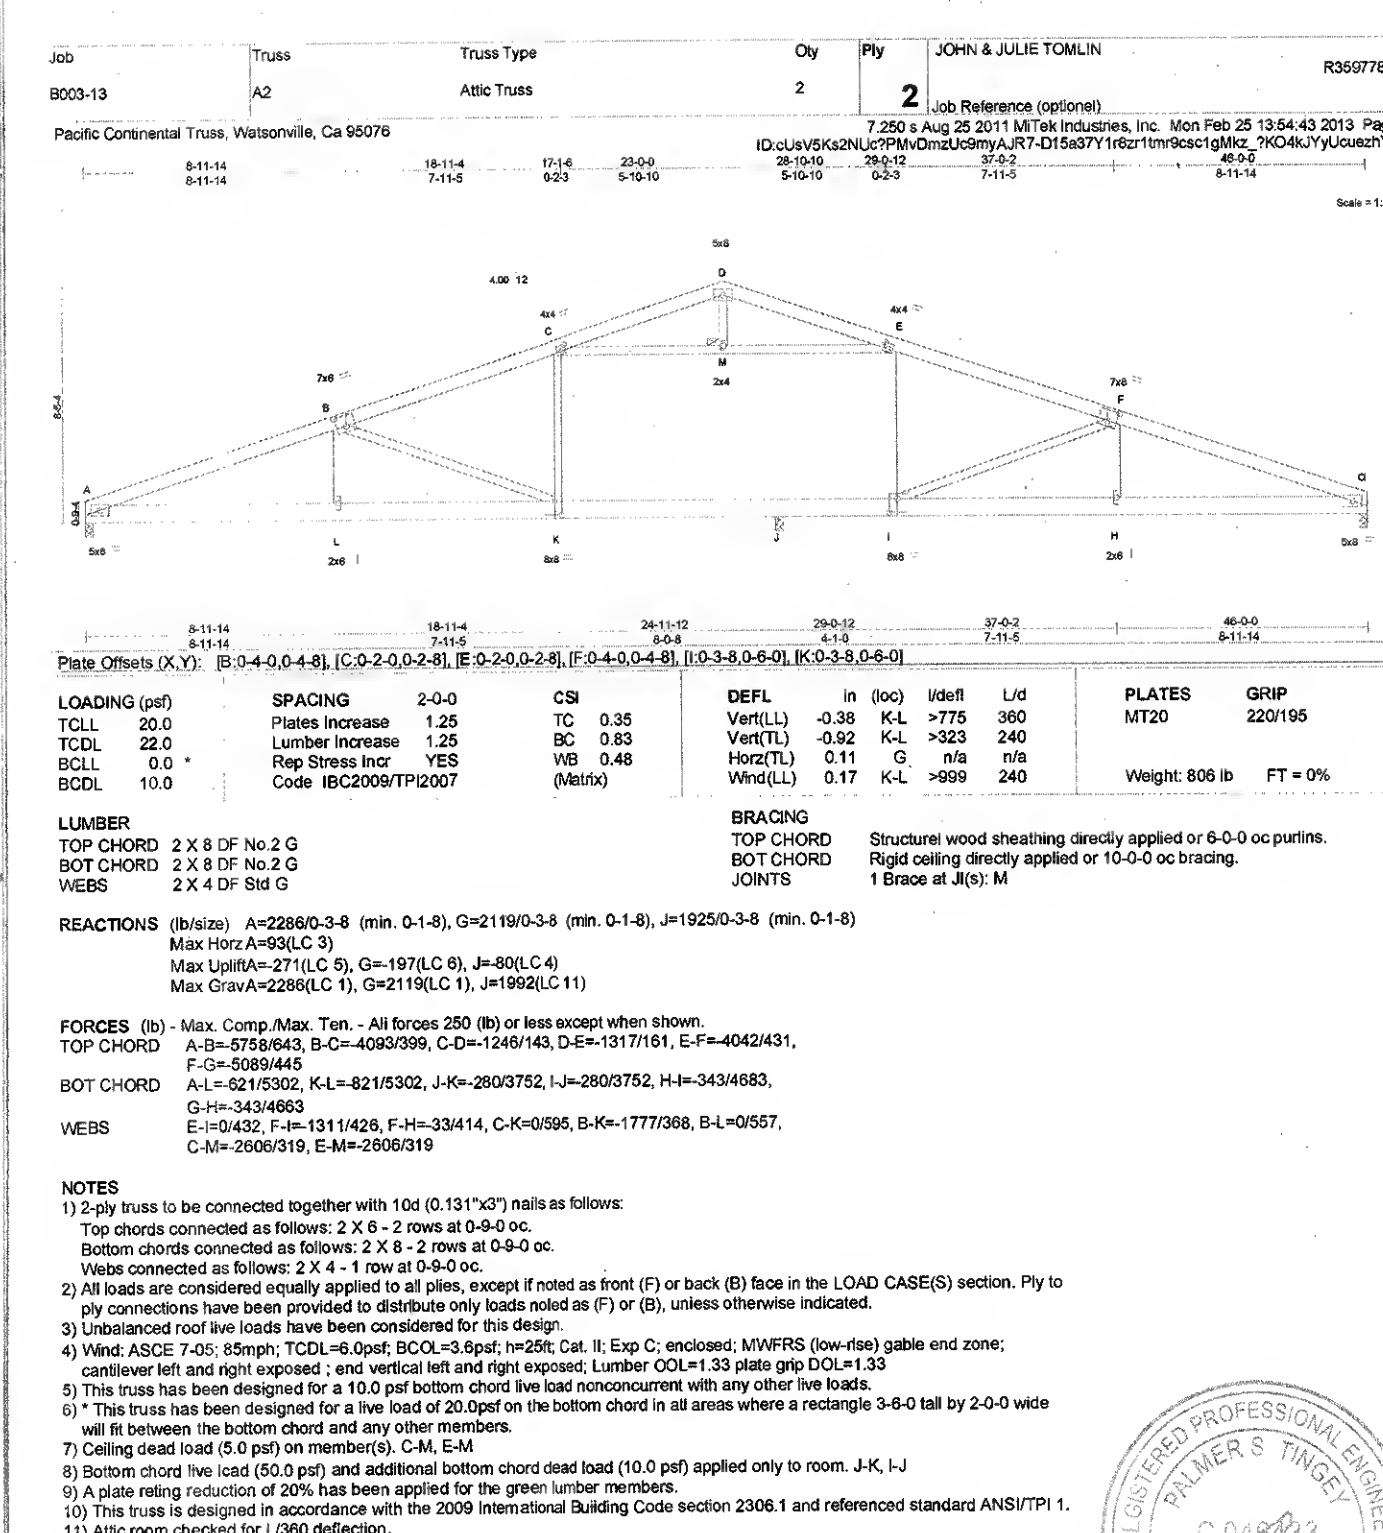 Job Truss Truss Type Qty Ply JOHN & JULIE TOMLIN
R359778
B003-13 A2 Attic Truss 2 2 Job Reference (optionel)
Pacific Continental Truss, Watsonville, Ca 95076 7.250 s Aug 25 2011 MiTek Industries, Inc. Mon Feb 25 13:54:43 2013
8-11-14 18-11-4 17-1-6 23-0-0 28-10-10 29-0-12 37-0-2 46-0-0
8-11-14 7-11-5 0-2-3 5-10-10 5-10-10 0-2-3 7-11-5 8-11-14
Scale = 1:
5x8
D
4.00 12
4x4 4x4
C E
M
2x4
7x6 7x8
B F
8-5-4
A G
0-9-4
5x8 L K J I H 5x8
2x6 8x8 8x8 2x6
8-11-14 18-11-4 24-11-12 29-0-12 37-0-2 46-0-0
8-11-14 7-11-5 8-0-8 4-1-0 7-11-5 8-11-14
Plate Offsets (X,Y): [B:0-4-0,0-4-8], [C:0-2-0,0-2-8], [E:0-2-0,0-2-8], [F:0-4-0,0-4-8], [I:0-3-8,0-6-0], [K:0-3-8,0-6-0]
LOADING (psf) SPACING 2-0-0 CSI DEFL in (loc) l/defl L/d PLATES GRIP
TCLL 20.0 Plates Increase 1.25 TC 0.35 Vert(LL) -0.38 K-L >775 360 MT20 220/195
TCDL 22.0 Lumber Increase 1.25 BC 0.83 Vert(TL) -0.92 K-L >323 240
BCLL 0.0 * Rep Stress Incr YES WB 0.48 Horz(TL) 0.11 G n/a n/a
BCDL 10.0 Code IBC2009/TPI2007 (Matrix) Wind(LL) 0.17 K-L >999 240 Weight: 806 lb FT = 0%
LUMBER
TOP CHORD 2 X 8 DF No.2 G
BOT CHORD 2 X 8 DF No.2 G
WEBS 2 X 4 DF Std G
BRACING
TOP CHORD Structurel wood sheathing directly applied or 6-0-0 oc purlins.
BOT CHORD Rigid ceiling directly applied or 10-0-0 oc bracing.
JOINTS 1 Brace at Jl(s): M
REACTIONS (lb/size) A=2286/0-3-8 (min. 0-1-8), G=2119/0-3-8 (min. 0-1-8), J=1925/0-3-8 (min. 0-1-8)
Max Horz A=93(LC 3)
Max UpliftA=-271(LC 5), G=-197(LC 6), J=-80(LC 4)
Max GravA=2286(LC 1), G=2119(LC 1), J=1992(LC 11)
FORCES (lb) - Max. Comp./Max. Ten. - All forces 250 (lb) or less except when shown.
TOP CHORD A-B=-5758/643, B-C=-4093/399, C-D=-1246/143, D-E=-1317/161, E-F=-4042/431,
F-G=-5089/445
BOT CHORD A-L=-621/5302, K-L=-821/5302, J-K=-280/3752, I-J=-280/3752, H-I=-343/4683,
G-H=-343/4663
WEBS E-I=0/432, F-I=-1311/426, F-H=-33/414, C-K=0/595, B-K=-1777/368, B-L=0/557,
C-M=-2606/319, E-M=-2606/319
NOTES
1) 2-ply truss to be connected together with 10d (0.131"x3") nails as follows:
Top chords connected as follows: 2 X 6 - 2 rows at 0-9-0 oc.
Bottom chords connected as follows: 2 X 8 - 2 rows at 0-9-0 oc.
Webs connected as follows: 2 X 4 - 1 row at 0-9-0 oc.
2) All loads are considered equally applied to all plies, except if noted as front (F) or back (B) face in the LOAD CASE(S) section. Ply to
ply connections have been provided to distribute only loads noled as (F) or (B), unless otherwise indicated.
3) Unbalanced roof live loads have been considered for this design.
4) Wind: ASCE 7-05; 85mph; TCDL=6.0psf; BCOL=3.6psf; h=25ft; Cat. II; Exp C; enclosed; MWFRS (low-rise) gable end zone;
cantilever left and right exposed ; end vertical left and right exposed; Lumber OOL=1.33 plate grip DOL=1.33
5) This truss has been designed for a 10.0 psf bottom chord live load nonconcurrent with any other live loads.
6) * This truss has been designed for a live load of 20.0psf on the bottom chord in all areas where a rectangle 3-6-0 tall by 2-0-0 wide
will fit between the bottom chord and any other members.
7) Ceiling dead load (5.0 psf) on member(s). C-M, E-M
8) Bottom chord live lcad (50.0 psf) and additional bottom chord dead load (10.0 psf) applied only to room. J-K, I-J
9) A plate reting reduction of 20% has been applied for the green lumber members.
10) This truss is designed in accordance with the 2009 International Building Code section 2306.1 and referenced standard ANSI/TPI 1.
11) Attic room checked for L/360 deflection.
REGISTERED PROFESSIONAL ENGINEER
PALMER S TINGEY